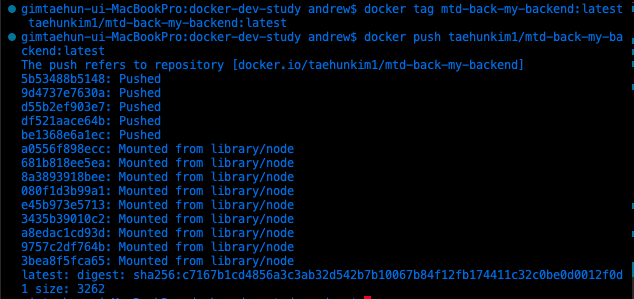 gimtaehun-ui-MacBookPro:docker-dev-study andrew$ docker tag mtd-back-my-backend:latest
taehunkim1/mtd-back-my-backend:latest
gimtaehun-ui-MacBookPro:docker-dev-study andrew$ docker push taehunkim1/mtd-back-my-ba
ckend:latest
The push refers to repository [docker.io/taehunkim1/mtd-back-my-backend]
5b53488b5148: Pushed
9d4737e7630a: Pushed
d55b2ef903e7: Pushed
df521aace64b: Pushed
be1368e6a1ec: Pushed
a0556f898ecc: Mounted from library/node
681b818ee5ea: Mounted from library/node
8a3893918bee: Mounted from library/node
080f1d3b99a1: Mounted from library/node
e45b973e5713: Mounted from library/node
3435b39010c2: Mounted from library/node
a8edac1cd93d: Mounted from library/node
9757c2df764b: Mounted from library/node
3bea8f5fca65: Mounted from library/node
latest: digest: sha256:c7167b1cd4856a3c3ab32d542b7b10067b84f12fb174411c32c0be0d0012f0d
1 size: 3262